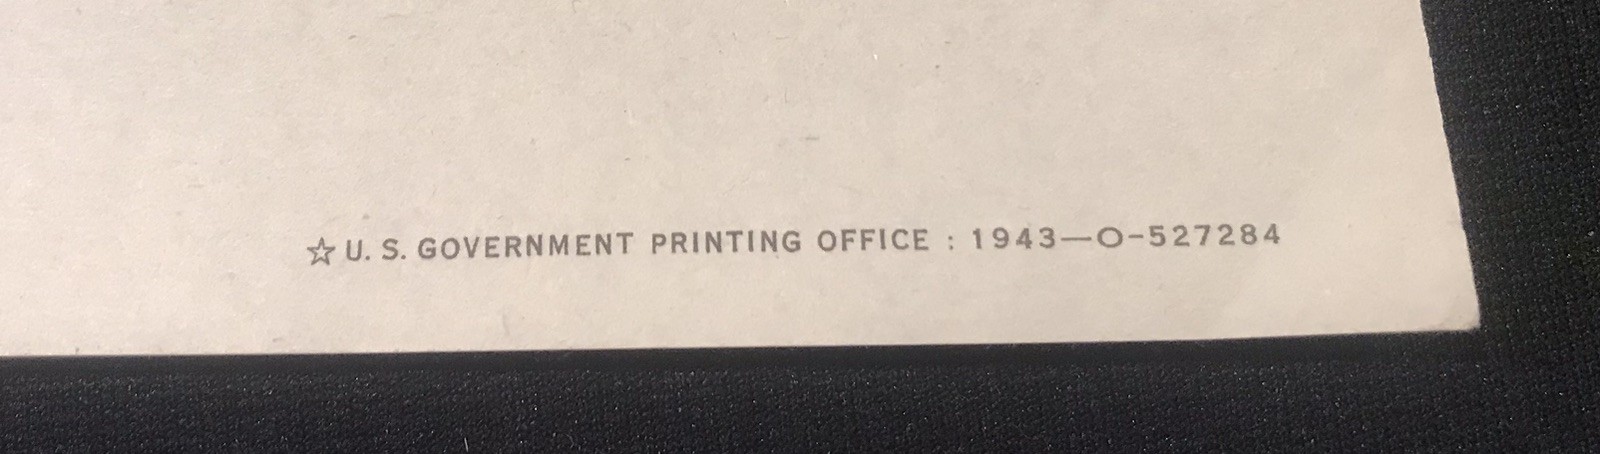 ☆ U. S. GOVERNMENT PRINTING OFFICE : 1943—O-527284